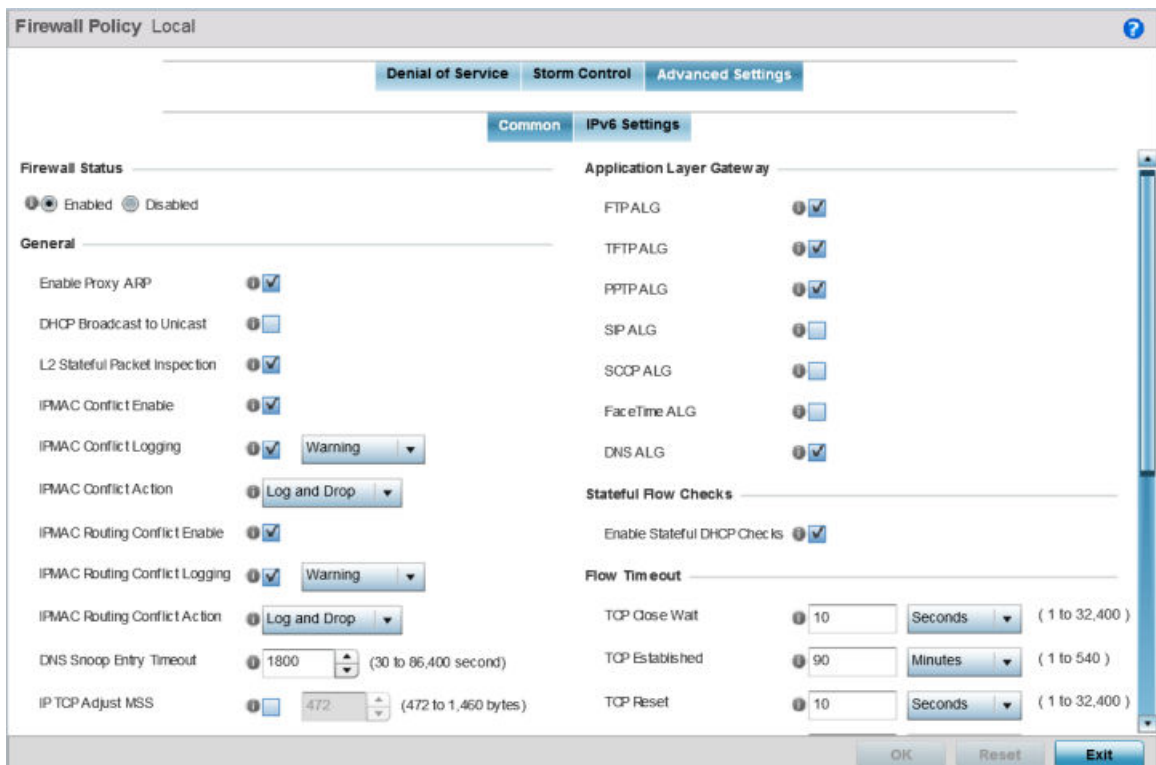 Firewall Policy Local
?
Denial of Service
Storm Control
Advanced Settings
Common
IPv6 Settings
Firewall Status
Enabled
Disabled
General
Enable Proxy ARP
DHCP Broadcast to Unicast
L2 Stateful Packet Inspection
IPMAC Conflict Enable
IPMAC Conflict Logging
Warning
IPMAC Conflict Action
Log and Drop
IPMAC Routing Conflict Enable
IPMAC Routing Conflict Logging
Warning
IPMAC Routing Conflict Action
Log and Drop
DNS Snoop Entry Timeout
1800
(30 to 86,400 second)
IP TCP Adjust MSS
472
(472 to 1,460 bytes)
Application Layer Gateway
FTP ALG
TFTP ALG
PPTP ALG
SIP ALG
SCCP ALG
FaceTime ALG
DNS ALG
Stateful Flow Checks
Enable Stateful DHCP Checks
Flow Timeout
TCP Close Wait
10
Seconds
( 1 to 32,400 )
TCP Established
90
Minutes
( 1 to 540 )
TCP Reset
10
Seconds
( 1 to 32,400 )
OK
Reset
Exit